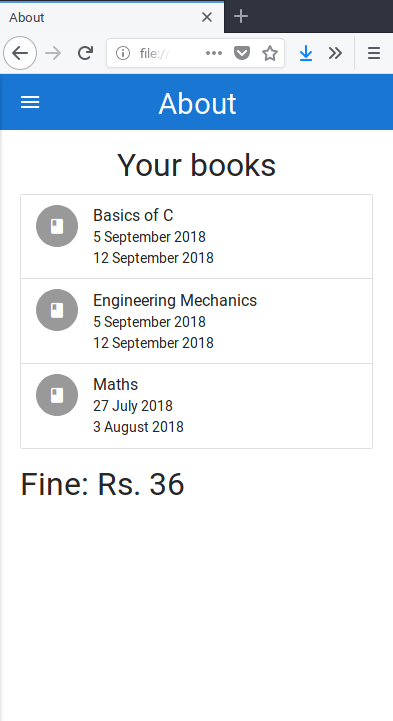 About
file://
About
Your books
Basics of C
5 September 2018
12 September 2018
Engineering Mechanics
5 September 2018
12 September 2018
Maths
27 July 2018
3 August 2018
Fine: Rs. 36